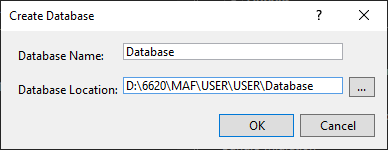 Create Database
? ×
Database Name: Database
Database Location: D:\6620\MAF\USER\USER\Database ...
OK Cancel